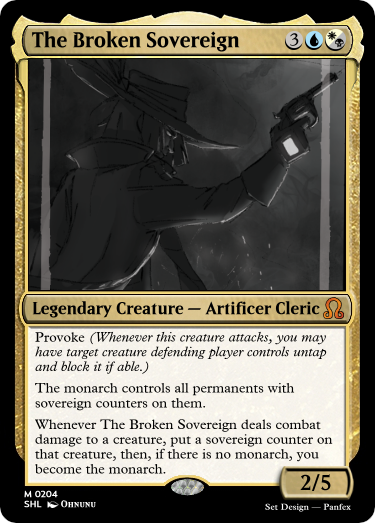 The Broken Sovereign 3
Legendary Creature — Artificer Cleric
Provoke (Whenever this creature attacks, you may
have target creature defending player controls untap
and block it if able.)
The monarch controls all permanents with
sovereign counters on them.
Whenever The Broken Sovereign deals combat
damage to a creature, put a sovereign counter on
that creature, then, if there is no monarch, you
become the monarch.
2/5
M 0204
SHL Ohnunu
Set Design — Panfex